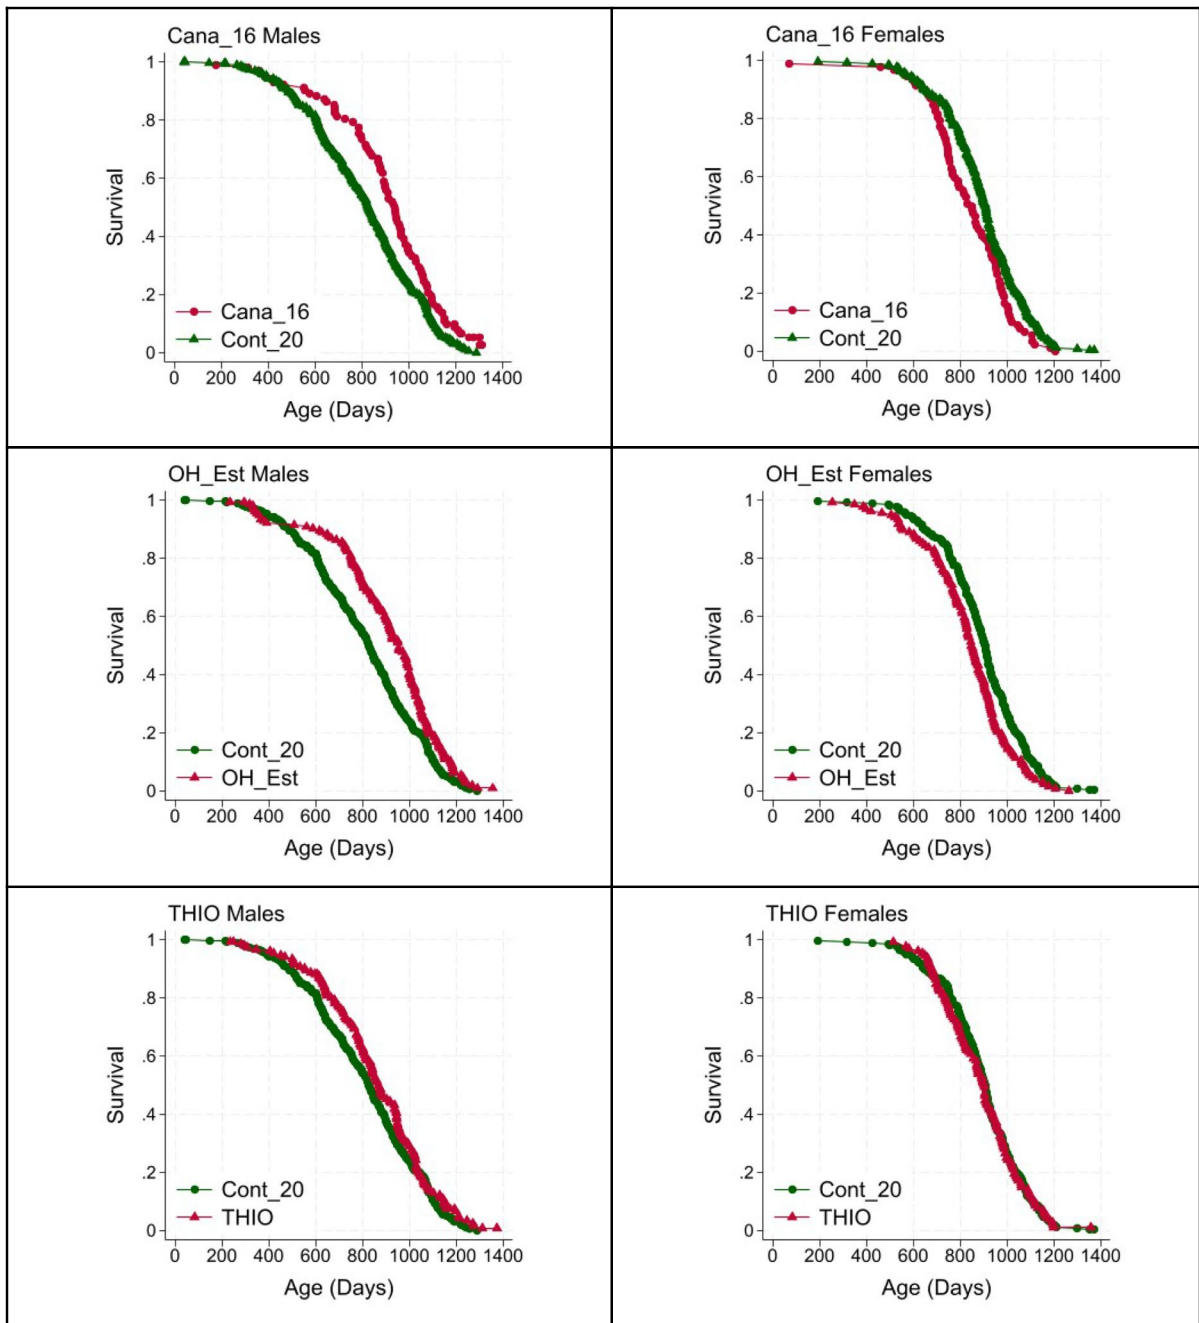 Cana_16 Males
1
.8
.6
.4
.2
0
Survival
Cana_16
Cont_20
0 200 400 600 800 1000 1200 1400
Age (Days)
Cana_16 Females
1
.8
.6
.4
.2
0
Survival
Cana_16
Cont_20
0 200 400 600 800 1000 1200 1400
Age (Days)
OH_Est Males
1
.8
.6
.4
.2
0
Survival
Cont_20
OH_Est
0 200 400 600 800 1000 1200 1400
Age (Days)
OH_Est Females
1
.8
.6
.4
.2
0
Survival
Cont_20
OH_Est
0 200 400 600 800 1000 1200 1400
Age (Days)
THIO Males
1
.8
.6
.4
.2
0
Survival
Cont_20
THIO
0 200 400 600 800 1000 1200 1400
Age (Days)
THIO Females
1
.8
.6
.4
.2
0
Survival
Cont_20
THIO
0 200 400 600 800 1000 1200 1400
Age (Days)